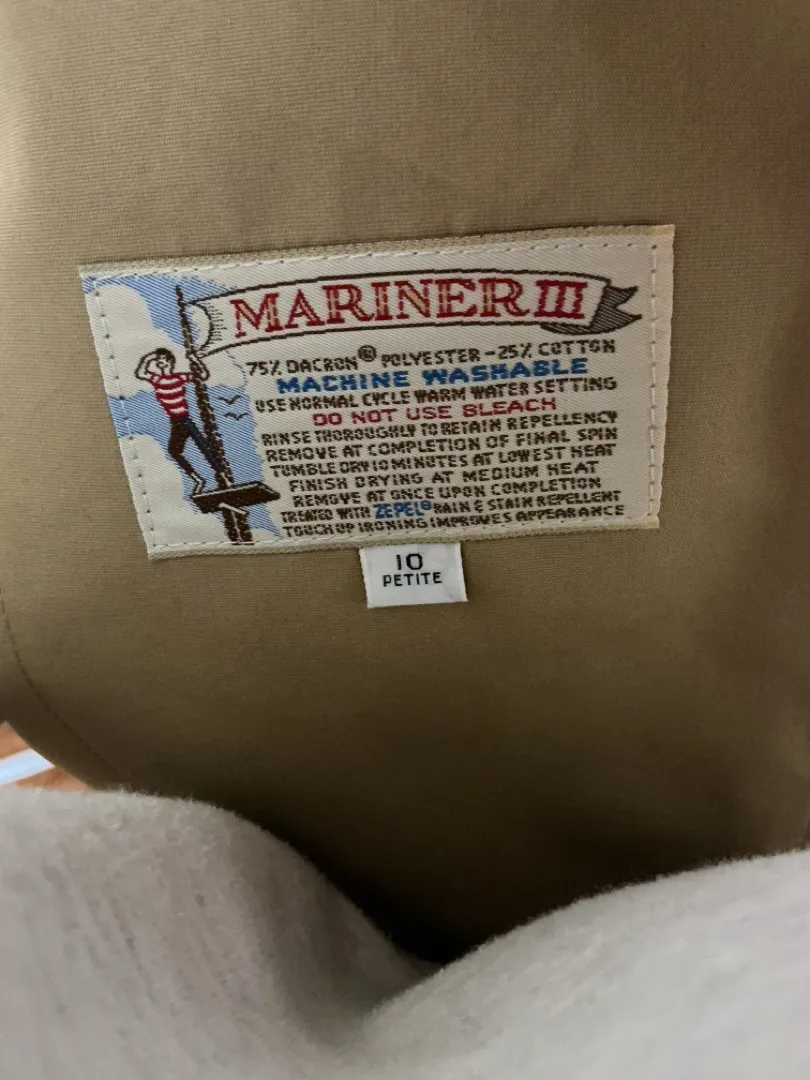 MARINER III
75% DACRON® POLYESTER – 25% COTTON
MACHINE WASHABLE
USE NORMAL CYCLE WARM WATER SETTING
DO NOT USE BLEACH
RINSE THOROUGHLY TO RETAIN REPELLENCY
REMOVE AT COMPLETION OF FINAL SPIN
TUMBLE DRY 10 MINUTES AT LOWEST HEAT
FINISH DRYING AT MEDIUM HEAT
REMOVE AT ONCE UPON COMPLETION
TREATED WITH ZEPEL® RAIN & STAIN REPELLENT
TOUCH UP IRONING IMPROVES APPEARANCE
10
PETITE